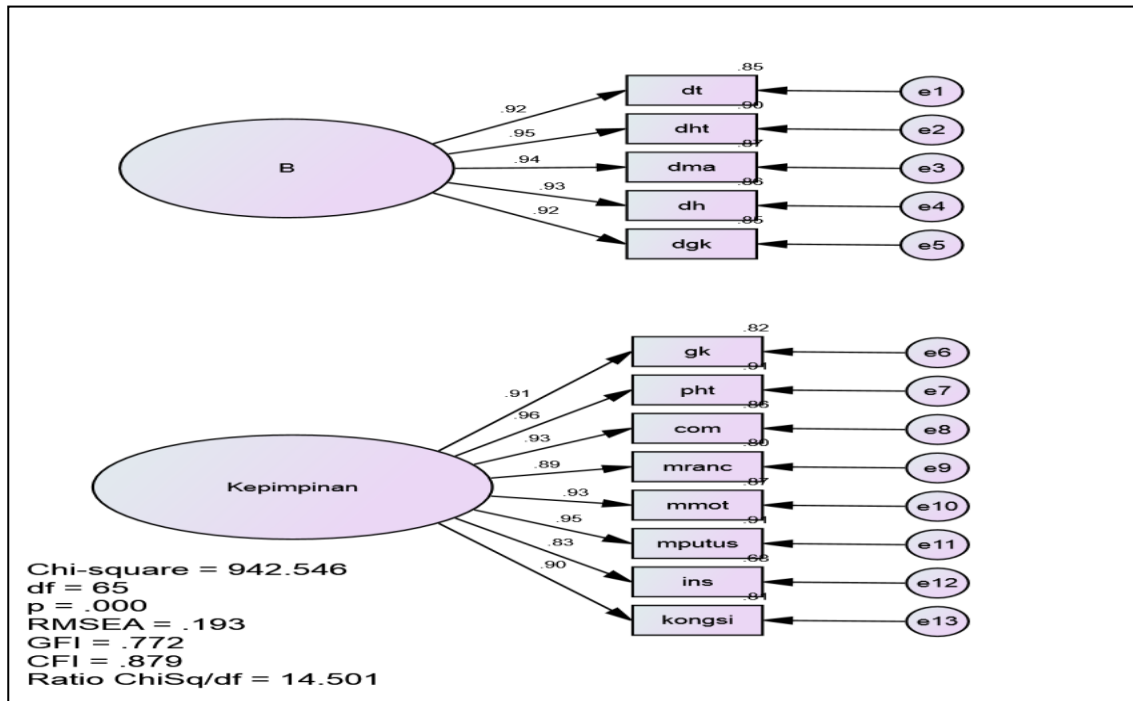 .85
dt
e1
.92
.90
dht
e2
.95
.87
dma
e3
B
.94
.86
dh
e4
.93
.85
dgk
e5
.92
.82
gk
e6
.91
.91
pht
e7
.96
.86
com
e8
.93
.80
mranc
e9
.89
.87
Kepimpinan
mmot
e10
.93
.91
mputus
e11
.95
.68
ins
e12
.83
.81
kongsi
e13
.90
Chi-square = 942.546
df = 65
p = .000
RMSEA = .193
GFI = .772
CFI = .879
Ratio ChiSq/df = 14.501